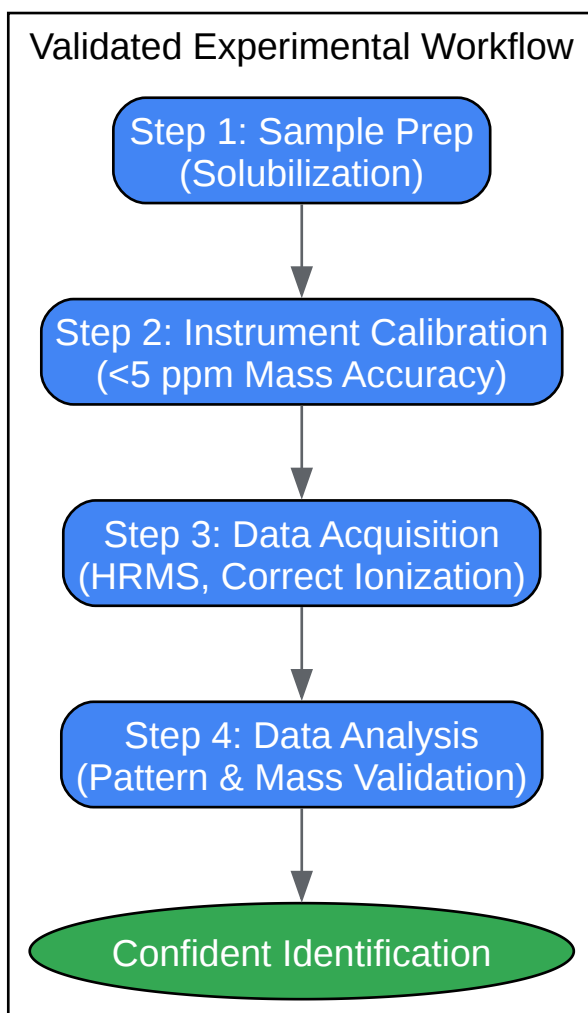 Validated Experimental Workflow
Step 1: Sample Prep
(Solubilization)
Step 2: Instrument Calibration
(<5 ppm Mass Accuracy)
Step 3: Data Acquisition
(HRMS, Correct Ionization)
Step 4: Data Analysis
(Pattern & Mass Validation)
Confident Identification